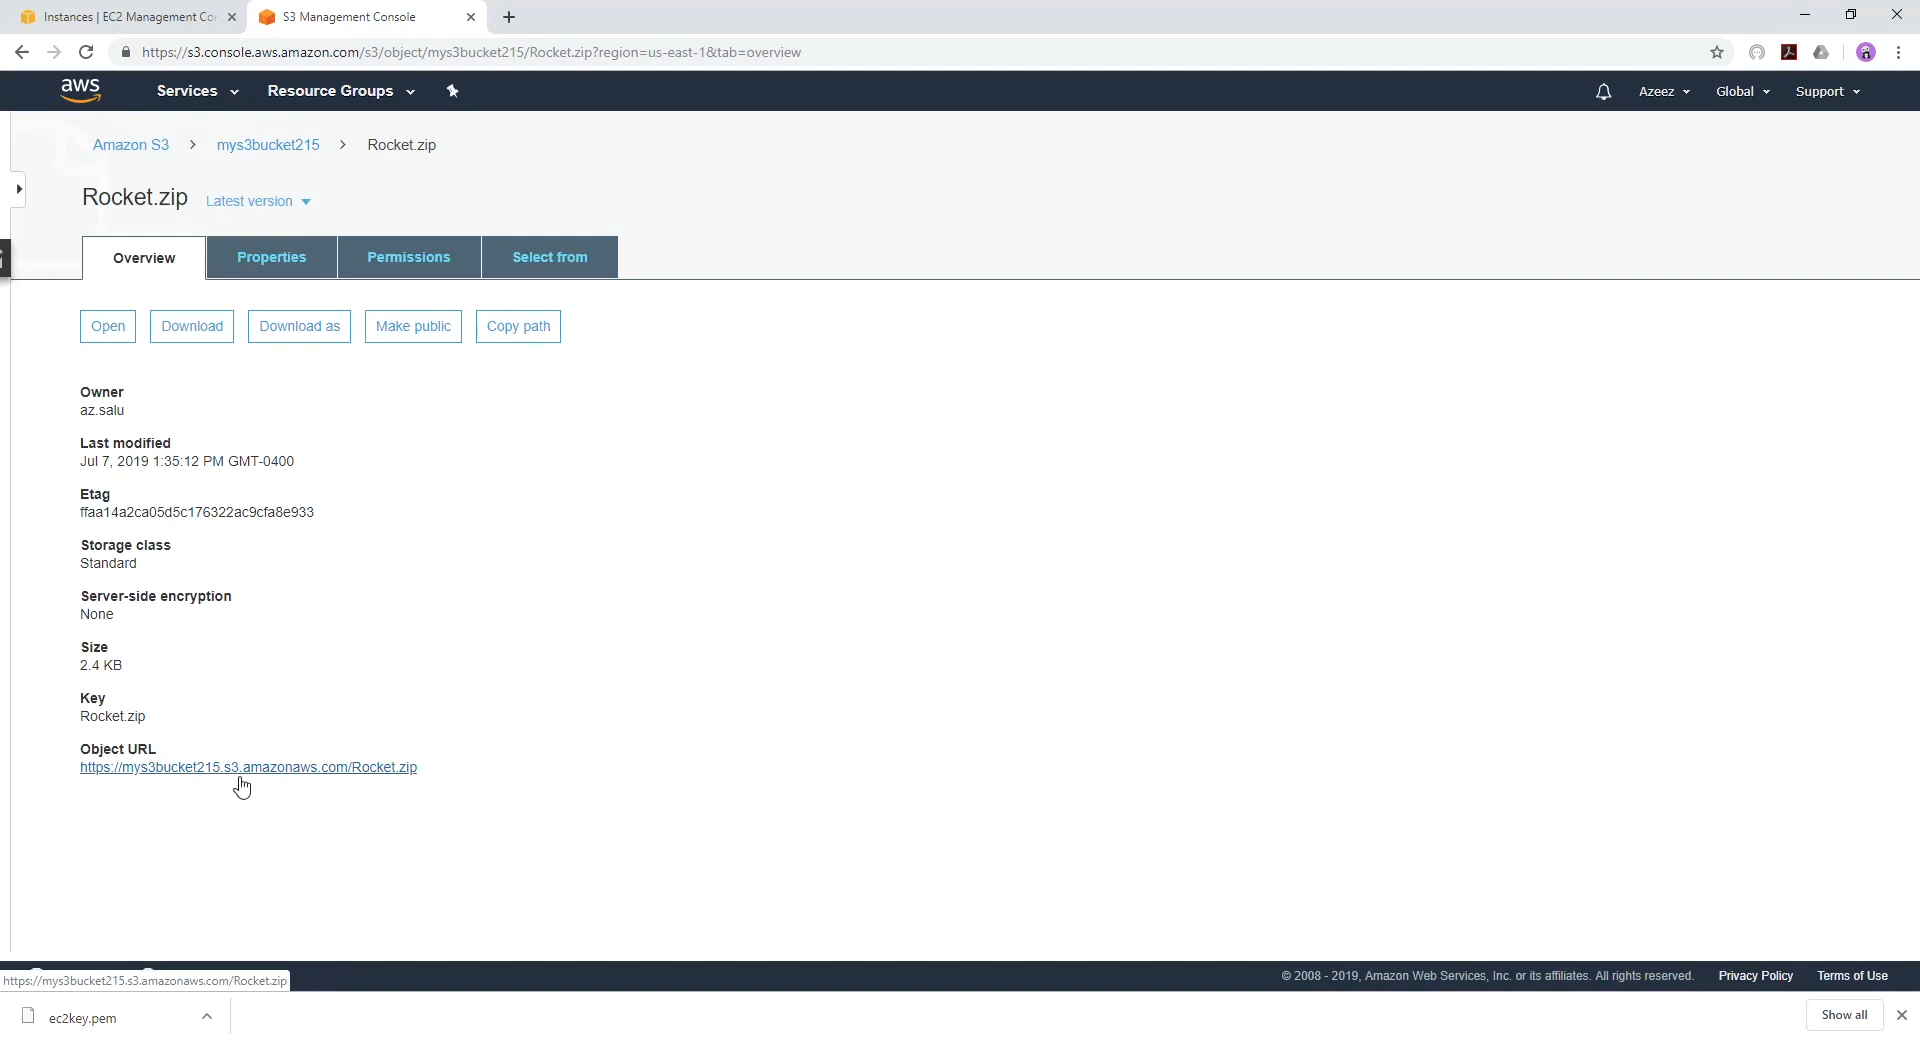 Instances | EC2 Management Cor
S3 Management Console
https://s3.console.aws.amazon.com/s3/object/mys3bucket215/Rocket.zip?region=us-east-1&tab=overview
aws
Services
Resource Groups
Azeez
Global
Support
Amazon S3 > mys3bucket215 > Rocket.zip
Rocket.zip
Latest version
Overview
Properties
Permissions
Select from
Open
Download
Download as
Make public
Copy path
Owner
az.salu
Last modified
Jul 7, 2019 1:35:12 PM GMT-0400
Etag
ffaa14a2ca05d5c176322ac9cfa8e933
Storage class
Standard
Server-side encryption
None
Size
2.4 KB
Key
Rocket.zip
Object URL
https://mys3bucket215.s3.amazonaws.com/Rocket.zip
© 2008 - 2019, Amazon Web Services, Inc. or its affiliates. All rights reserved.
Privacy Policy
Terms of Use
https://mys3bucket215.s3.amazonaws.com/Rocket.zip
ec2key.pem
Show all